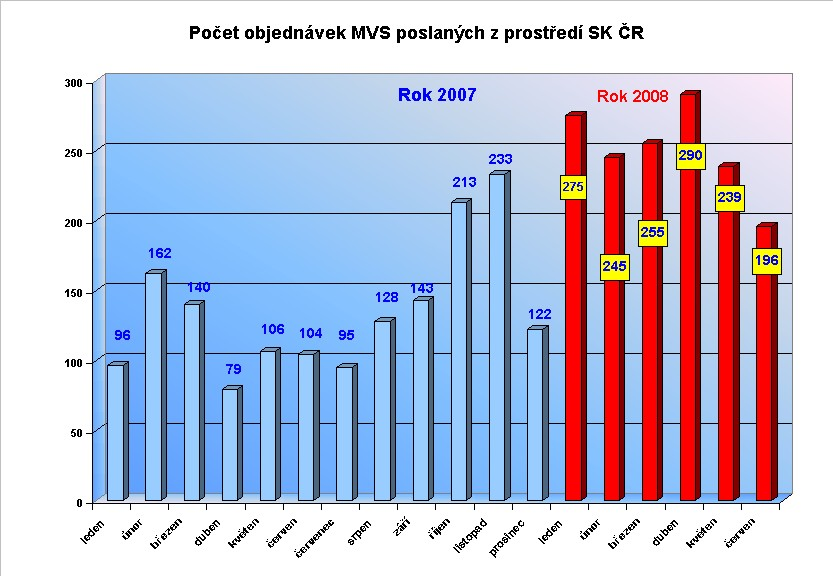 Počet objednávek MVS poslaných z prostředí SK ČR
Rok 2007
Rok 2008
300
250
200
150
100
50
0
96
162
140
79
106
104
95
128
143
213
233
122
275
245
255
290
239
196
leden
únor
březen
duben
květen
červen
červenec
srpen
září
říjen
listopad
prosinec
leden
únor
březen
duben
květen
červen